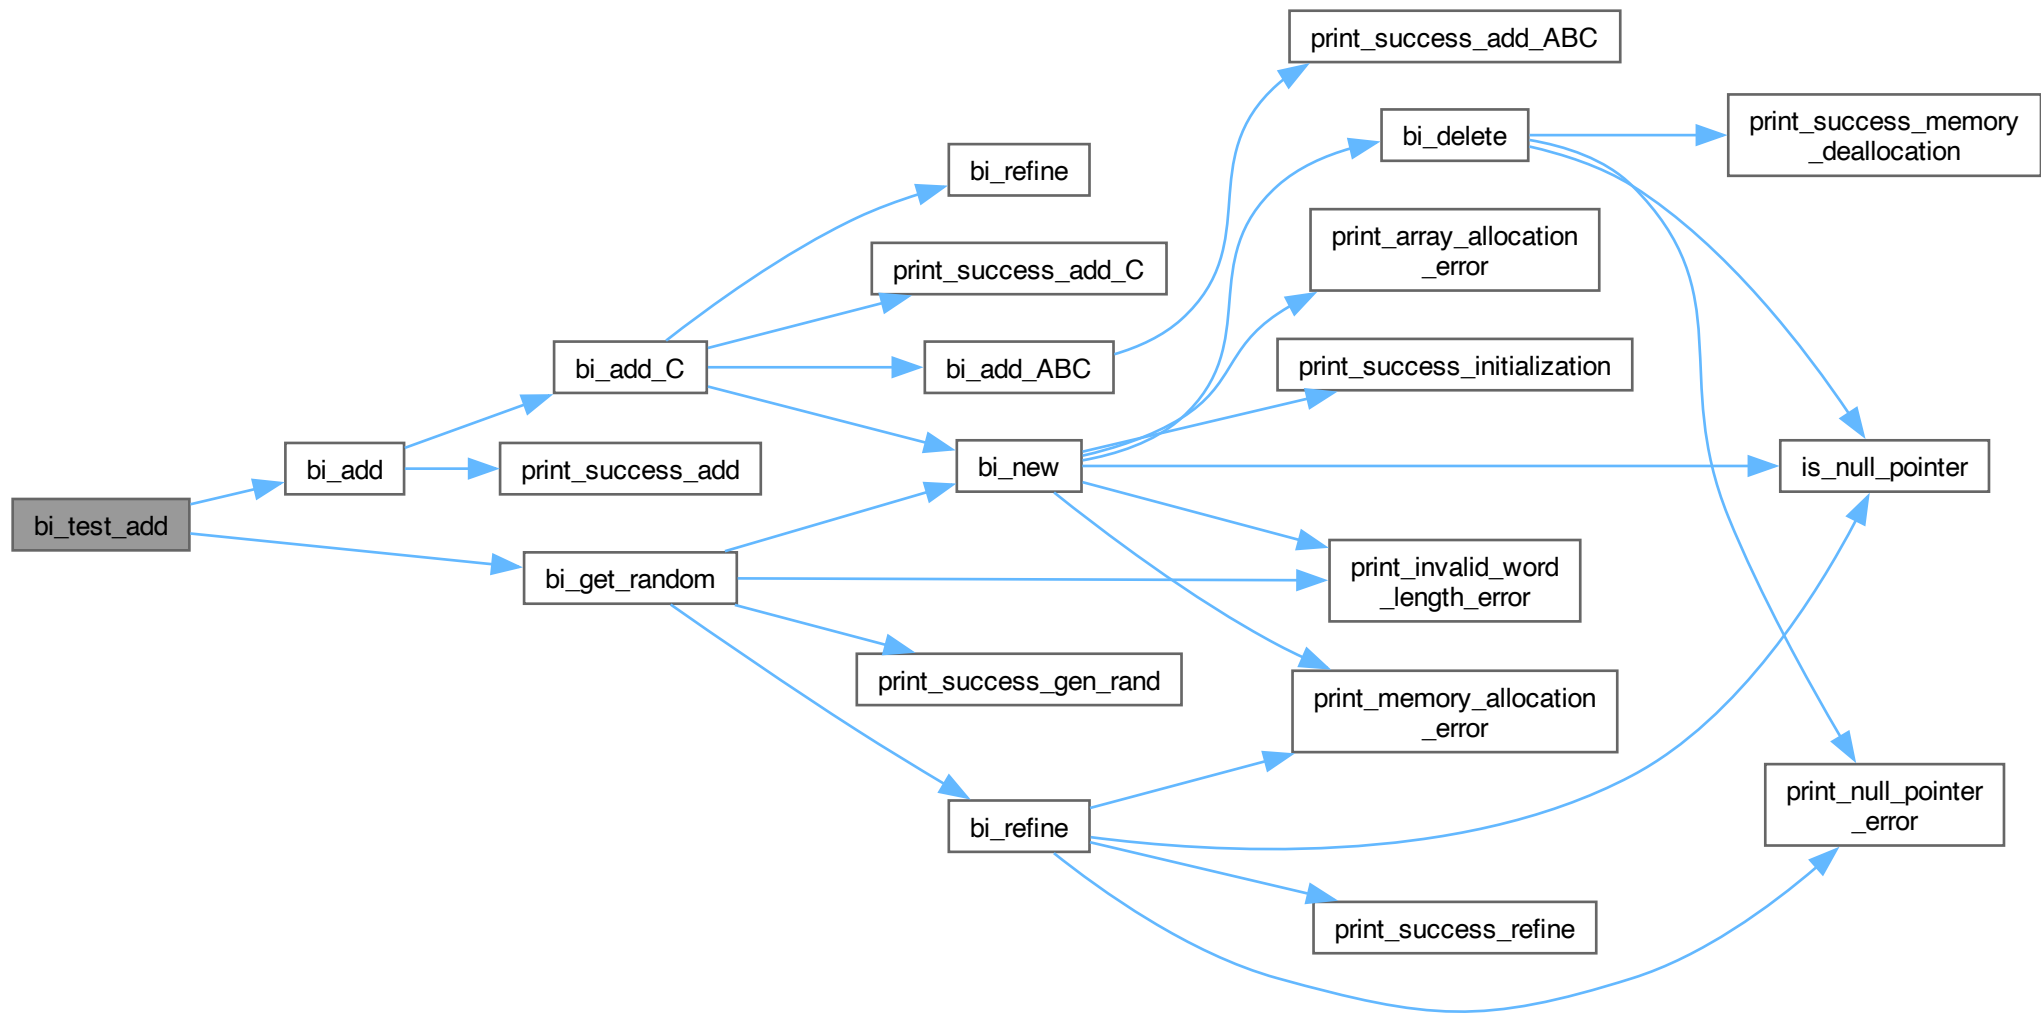 print_success_add_ABC
bi_delete
print_success_memory
_deallocation
bi_refine
print_array_allocation
_error
print_success_add_C
bi_add_C
bi_add_ABC
print_success_initialization
bi_add
print_success_add
bi_new
is_null_pointer
bi_test_add
bi_get_random
print_invalid_word
_length_error
print_success_gen_rand
print_memory_allocation
_error
bi_refine
print_null_pointer
_error
print_success_refine